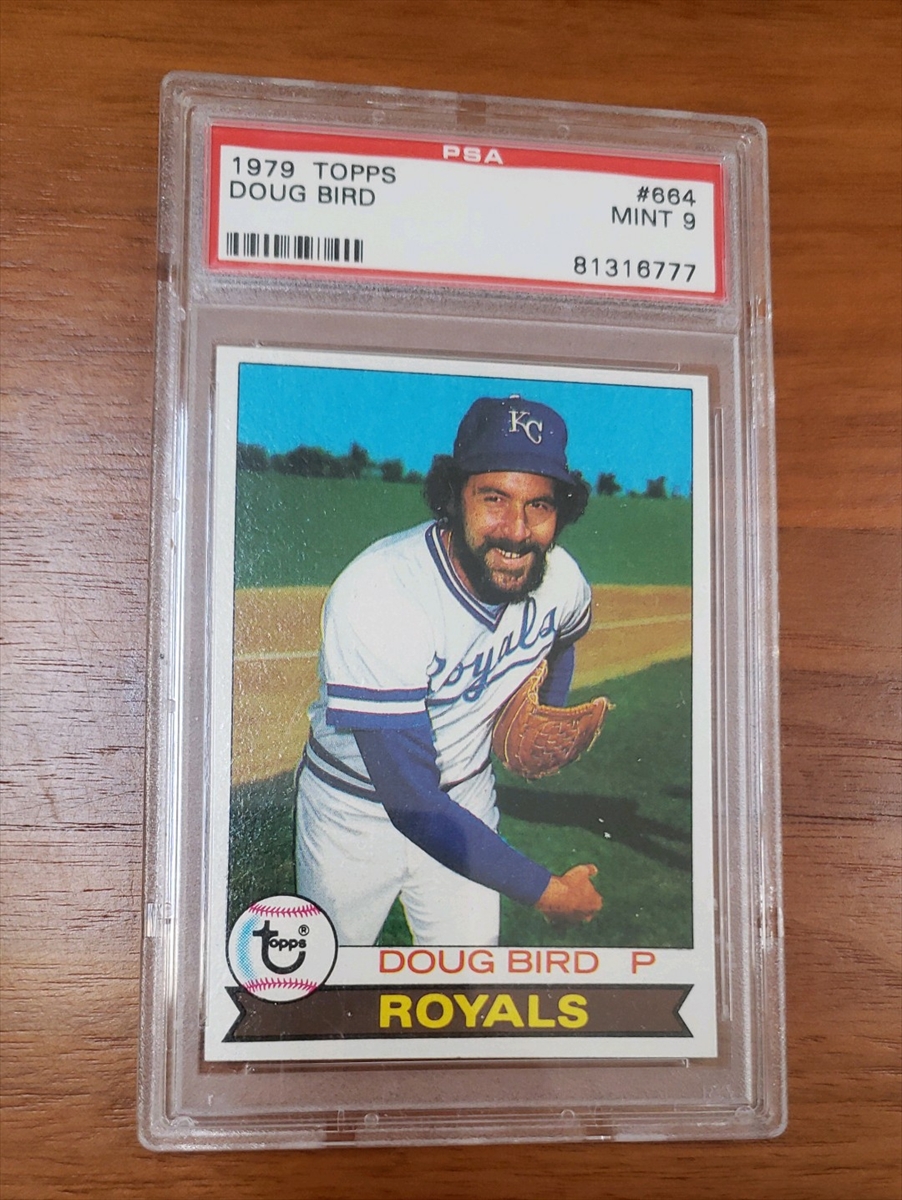 PSA
1979 TOPPS #664
DOUG BIRD MINT 9
81316777
KC
Royals
topps®
DOUG BIRD P
ROYALS